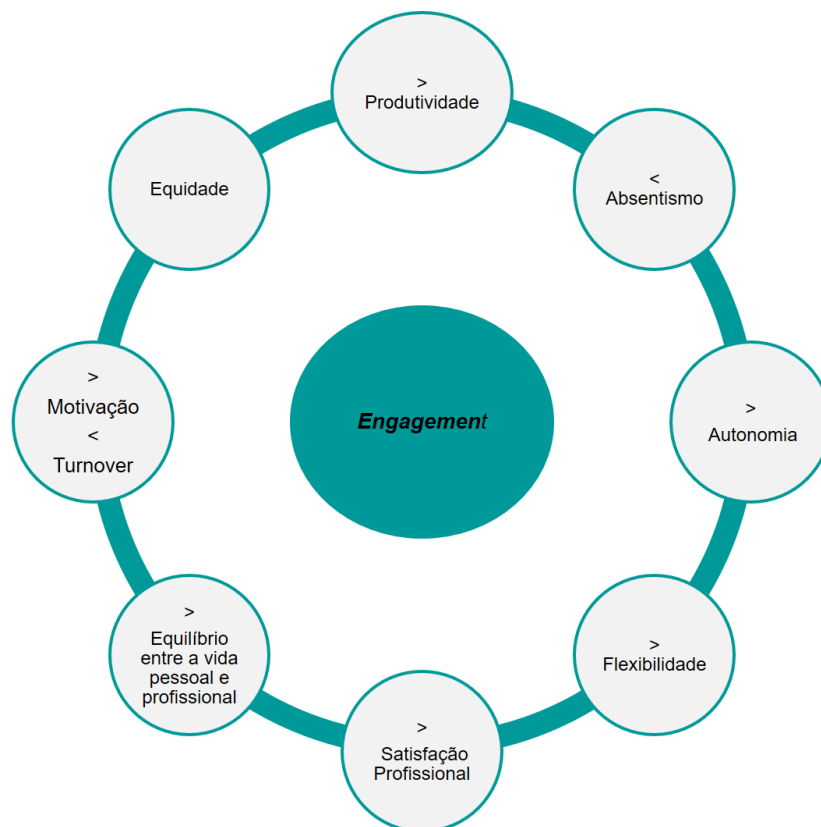 >
Produtividade
<
Absentismo
>
Autonomia
>
Flexibilidade
>
Satisfação
Profissional
>
Equilíbrio
entre a vida
pessoal e
profissional
>
Motivação
<
Turnover
Equidade
Engagement